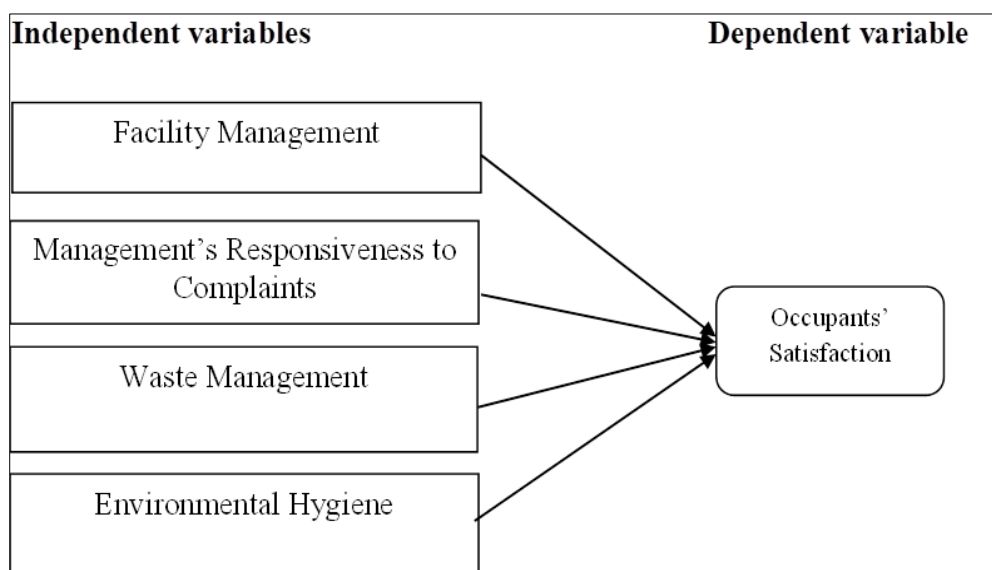 Independent variables
Dependent variable
Facility Management
Management’s Responsiveness to
Complaints
Waste Management
Environmental Hygiene
Occupants’
Satisfaction